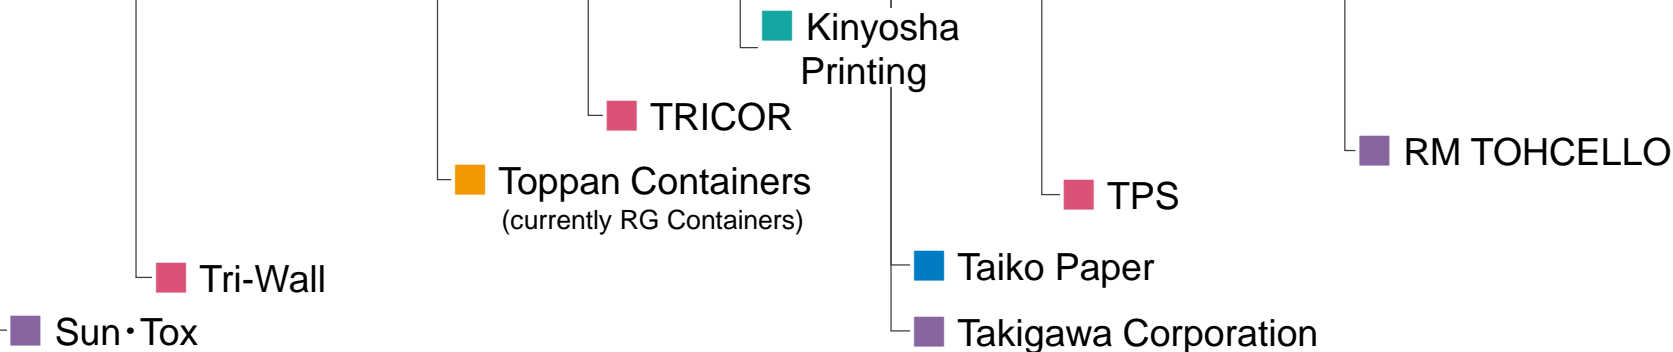 Kinyosha
Printing
TRICOR
RM TOHCELLO
Toppan Containers
(currently RG Containers)
TPS
Taiko Paper
Tri-Wall
Sun・Tox
Takigawa Corporation